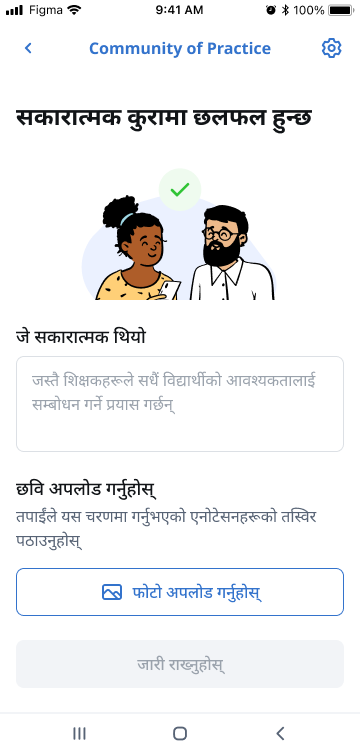 Figma 9:41 AM 100%
Community of Practice
सकारात्मक कुरामा छलफल हुन्छ
जे सकारात्मक थियो
जस्तै शिक्षकहरूले सधैं विद्यार्थीको आवश्यकतालाई
सम्बोधन गर्ने प्रयास गर्छन्
छवि अपलोड गर्नुहोस्
तपाईंले यस चरणमा गर्नुभएको एनोटेसनहरूको तस्विर
पठाउनुहोस्
फोटो अपलोड गर्नुहोस्
जारी राख्नुहोस्